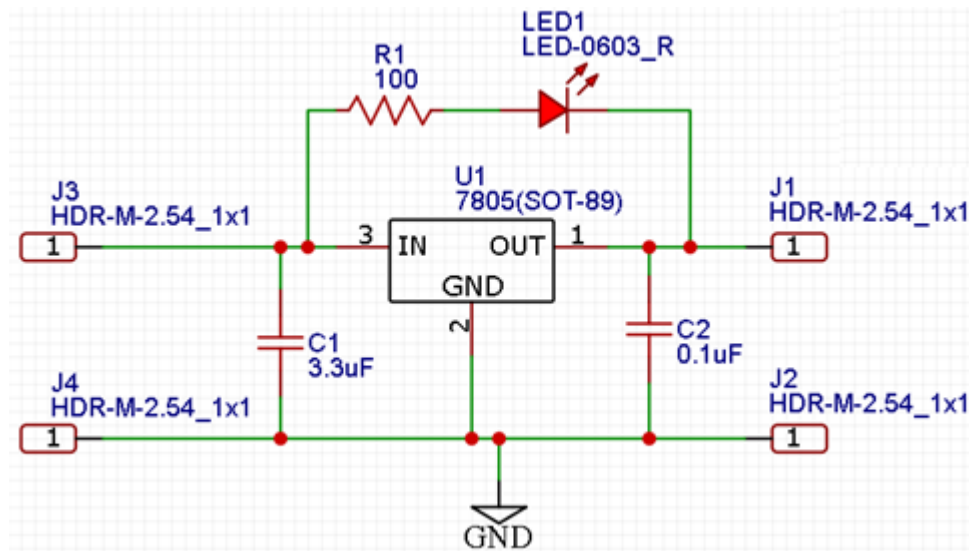 LED1
LED-0603_R
R1
100
U1
7805(SOT-89)
J3
HDR-M-2.54_1x1
1
3
IN
OUT
1
GND
2
J1
HDR-M-2.54_1x1
1
C1
3.3uF
C2
0.1uF
J4
HDR-M-2.54_1x1
1
J2
HDR-M-2.54_1x1
1
GND